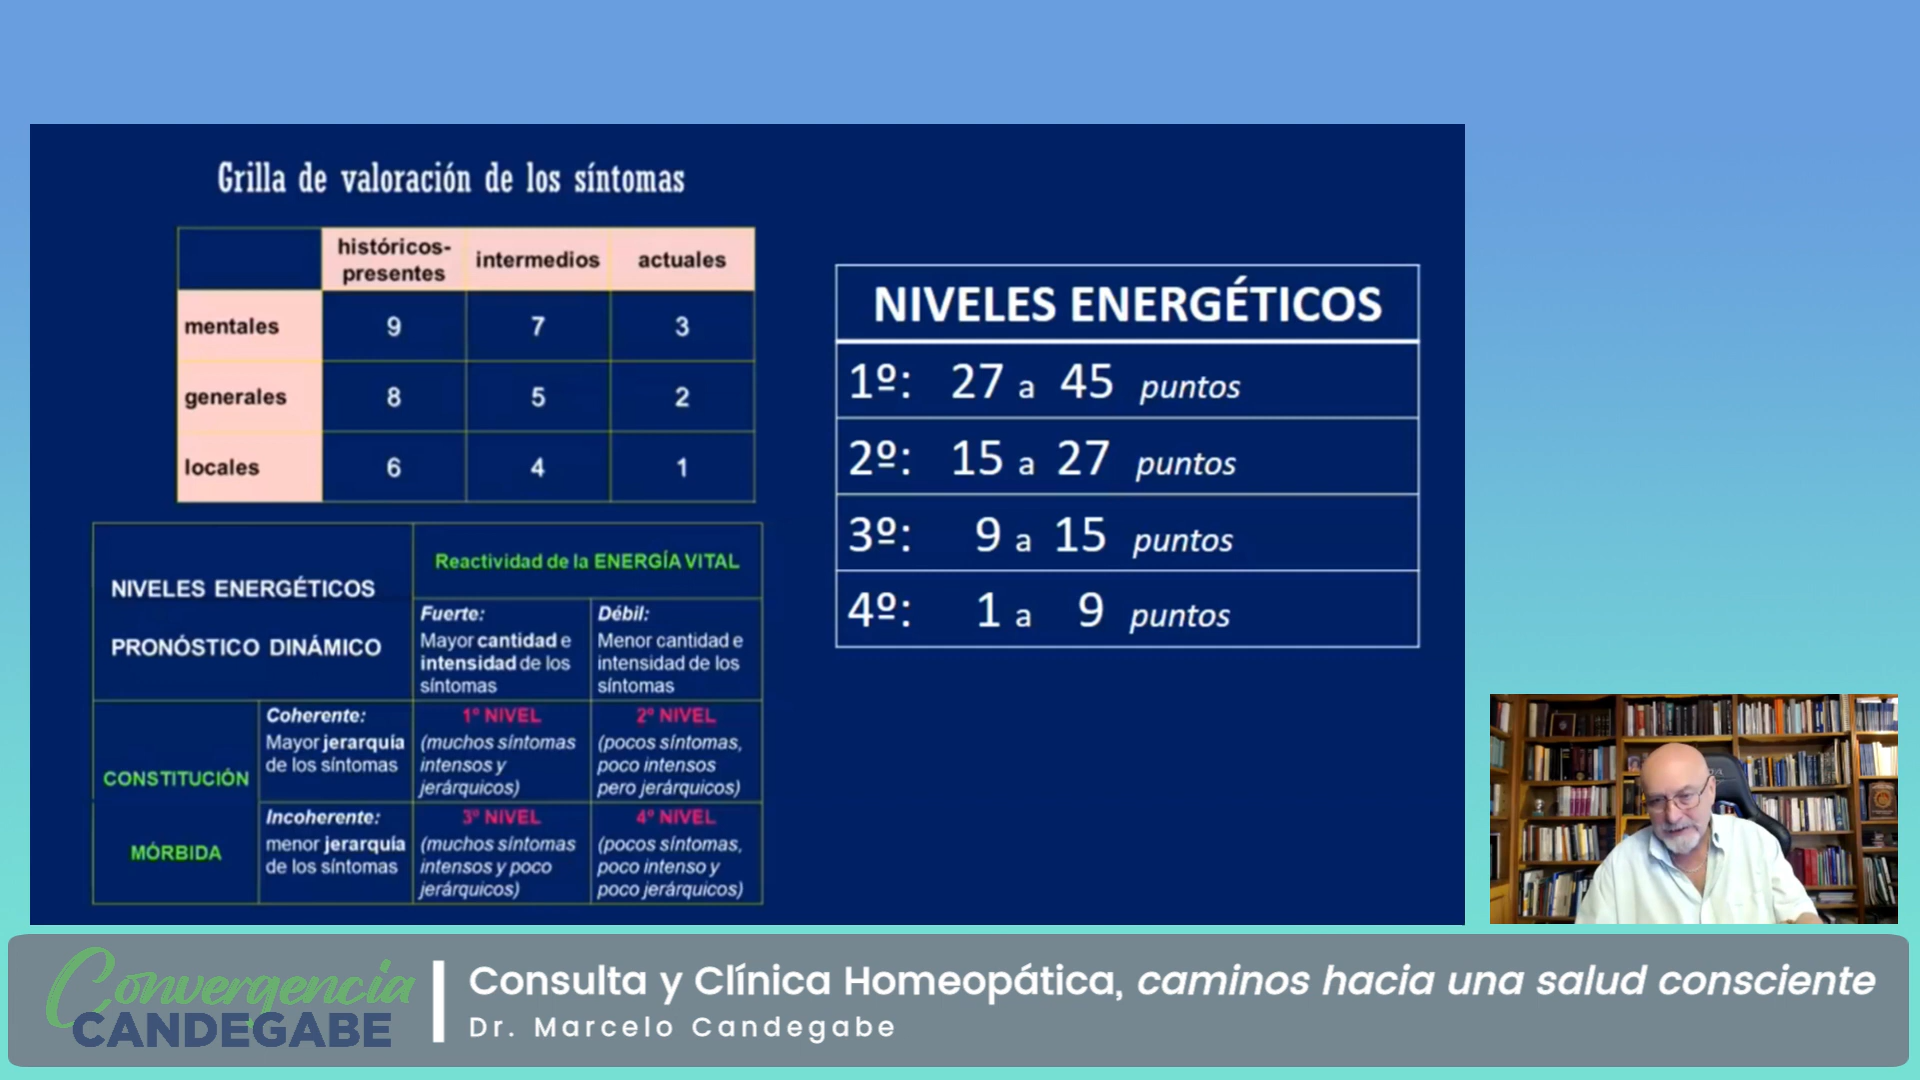 Grilla de valoración de los síntomas
históricos-
presentes
intermedios
actuales
mentales 9 7 3
generales 8 5 2
locales 6 4 1
NIVELES ENERGÉTICOS
PRONÓSTICO DINÁMICO
Reactividad de la ENERGÍA VITAL
Fuerte:
Mayor cantidad e
intensidad de los
síntomas
Débil:
Menor cantidad e
intensidad de los
síntomas
CONSTITUCIÓN
MÓRBIDA
Coherente:
Mayor jerarquía
de los síntomas
1º NIVEL
(muchos síntomas
intensos y
jerárquicos)
2º NIVEL
(pocos síntomas,
poco intensos
pero jerárquicos)
Incoherente:
menor jerarquía
de los síntomas
3º NIVEL
(muchos síntomas
intensos y poco
jerárquicos)
4º NIVEL
(pocos síntomas,
poco intenso y
poco jerárquicos)
NIVELES ENERGÉTICOS
1º: 27 a 45 puntos
2º: 15 a 27 puntos
3º: 9 a 15 puntos
4º: 1 a 9 puntos
Convergencia
CANDEGABE
Consulta y Clínica Homeopática, caminos hacia una salud consciente
Dr. Marcelo Candegabe